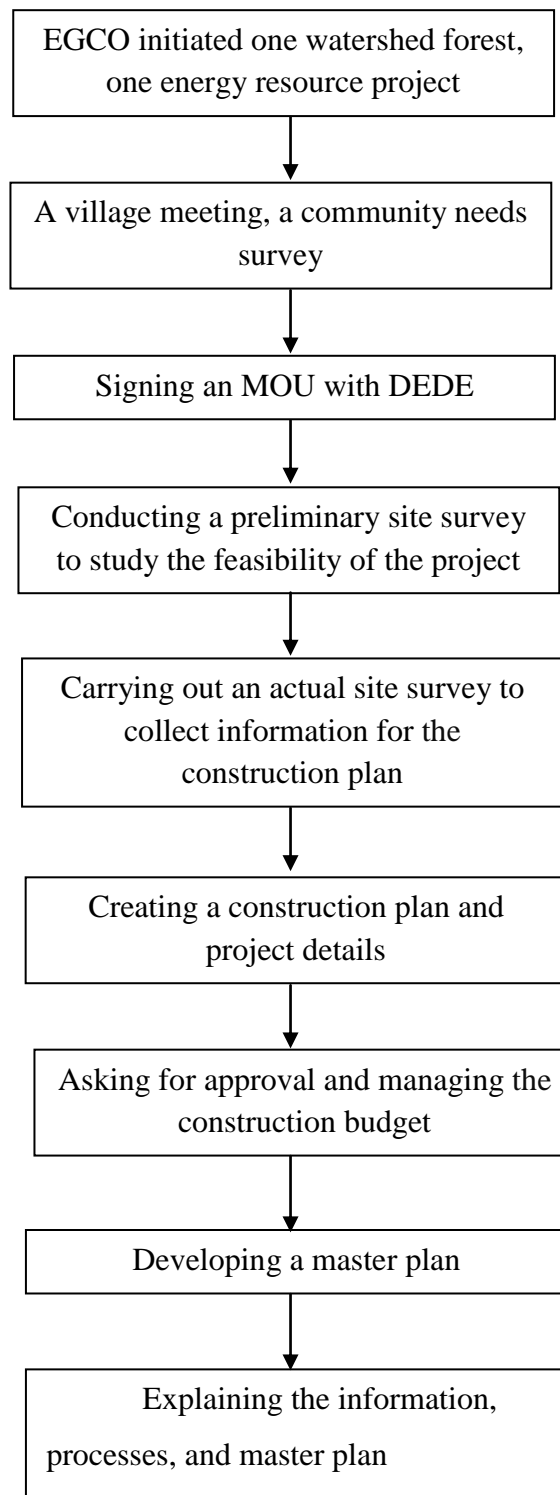 EGCO initiated one watershed forest,
one energy resource project
A village meeting, a community needs
survey
Signing an MOU with DEDE
Conducting a preliminary site survey
to study the feasibility of the project
Carrying out an actual site survey to
collect information for the
construction plan
Creating a construction plan and
project details
Asking for approval and managing the
construction budget
Developing a master plan
Explaining the information,
processes, and master plan